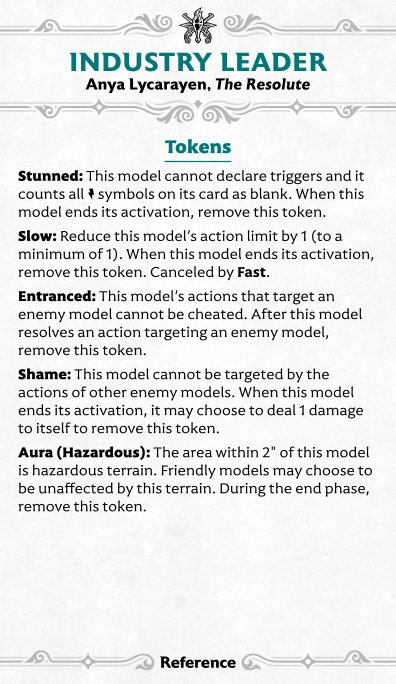 INDUSTRY LEADER
Anya Lycarayen, The Resolute
Tokens
Stunned: This model cannot declare triggers and it
counts all symbols on its card as blank. When this
model ends its activation, remove this token.
Slow: Reduce this model’s action limit by 1 (to a
minimum of 1). When this model ends its activation,
remove this token. Canceled by Fast.
Entranced: This model’s actions that target an
enemy model cannot be cheated. After this model
resolves an action targeting an enemy model,
remove this token.
Shame: This model cannot be targeted by the
actions of other enemy models. When this model
ends its activation, it may choose to deal 1 damage
to itself to remove this token.
Aura (Hazardous): The area within 2" of this model
is hazardous terrain. Friendly models may choose to
be unaffected by this terrain. During the end phase,
remove this token.
Reference